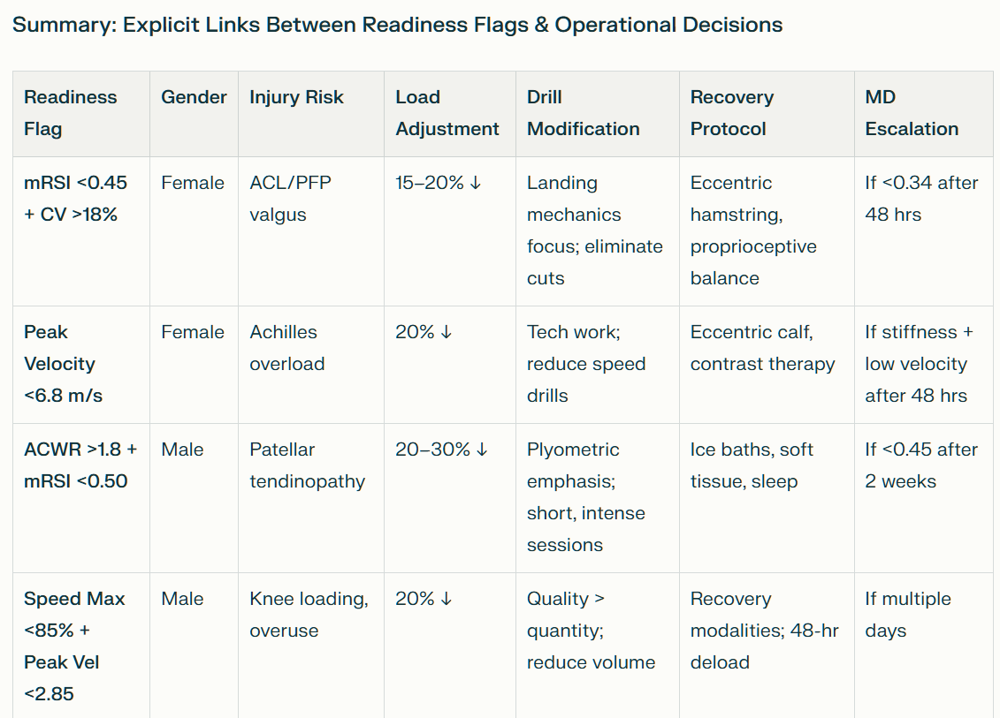 Summary: Explicit Links Between Readiness Flags & Operational Decisions
Readiness Flag
Gender
Injury Risk
Load Adjustment
Drill Modification
Recovery Protocol
MD Escalation
mRSI <0.45 + CV >18%
Female
ACL/PFP valgus
15–20% ↓
Landing mechanics focus; eliminate cuts
Eccentric hamstring, proprioceptive balance
If <0.34 after 48 hrs
Peak Velocity <6.8 m/s
Female
Achilles overload
20% ↓
Tech work; reduce speed drills
Eccentric calf, contrast therapy
If stiffness + low velocity after 48 hrs
ACWR >1.8 + mRSI <0.50
Male
Patellar tendinopathy
20–30% ↓
Plyometric emphasis; short, intense sessions
Ice baths, soft tissue, sleep
If <0.45 after 2 weeks
Speed Max <85% + Peak Vel <2.85
Male
Knee loading, overuse
20% ↓
Quality > quantity; reduce volume
Recovery modalities; 48-hr deload
If multiple days